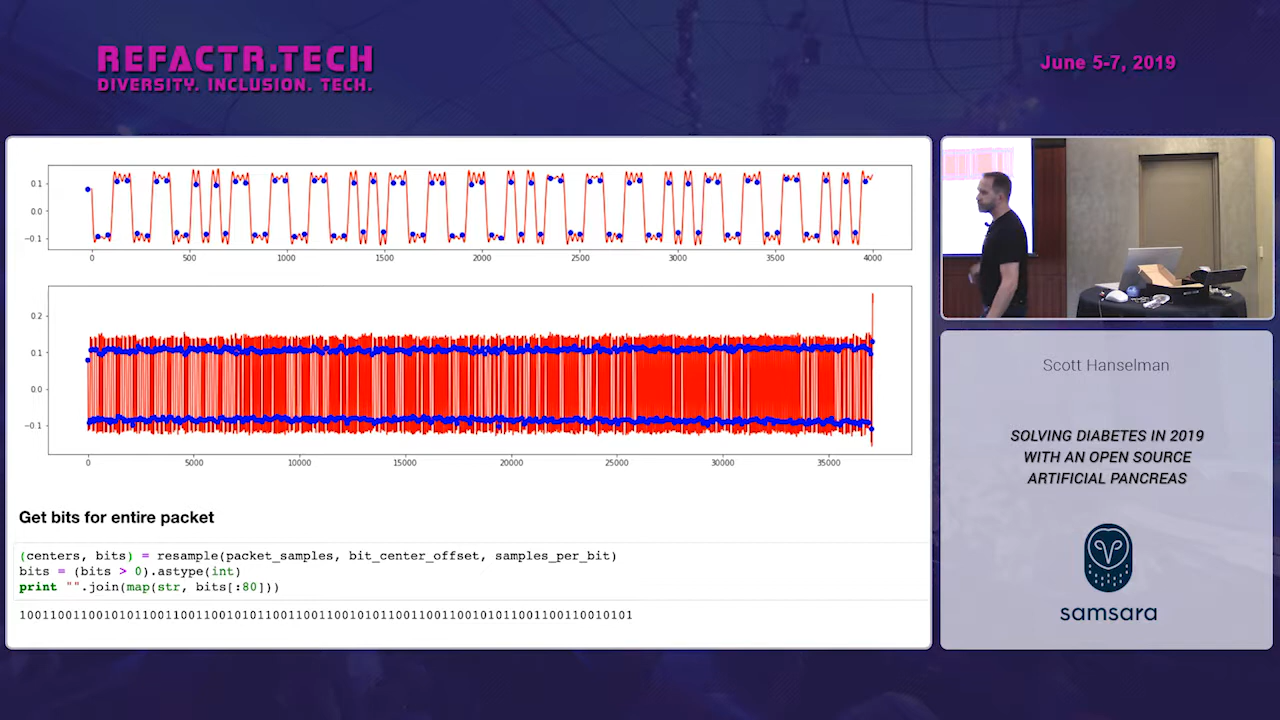 REFACTR.TECH
DIVERSITY. INCLUSION. TECH.
June 5-7, 2019
0.1
0.0
−0.1
0 500 1000 1500 2000 2500 3000 3500 4000
0.2
0.1
0.0
−0.1
0 5000 10000 15000 20000 25000 30000 35000
Get bits for entire packet
(centers, bits) = resample(packet_samples, bit_center_offset, samples_per_bit)
bits = (bits > 0).astype(int)
print "".join(map(str, bits[:80]))
10011001100101011001100110010101100110011001010110011001100101011001100110010101
Scott Hanselman
SOLVING DIABETES IN 2019
WITH AN OPEN SOURCE
ARTIFICIAL PANCREAS
samsara